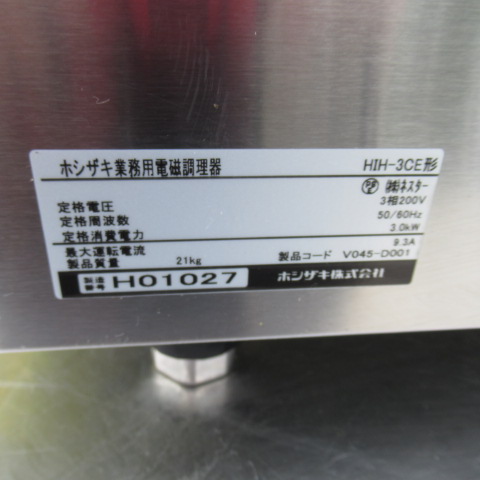 ホシザキ業務用電磁調理器 HIH-3CE形
PSE ㈱ネスター
定格電圧 3相200V
定格周波数 50/60Hz
定格消費電力 3.0kW
最大運転電流 9.3A
製品質量 21kg 製品コード V045-D001
製造番号 H01027 ホシザキ株式会社